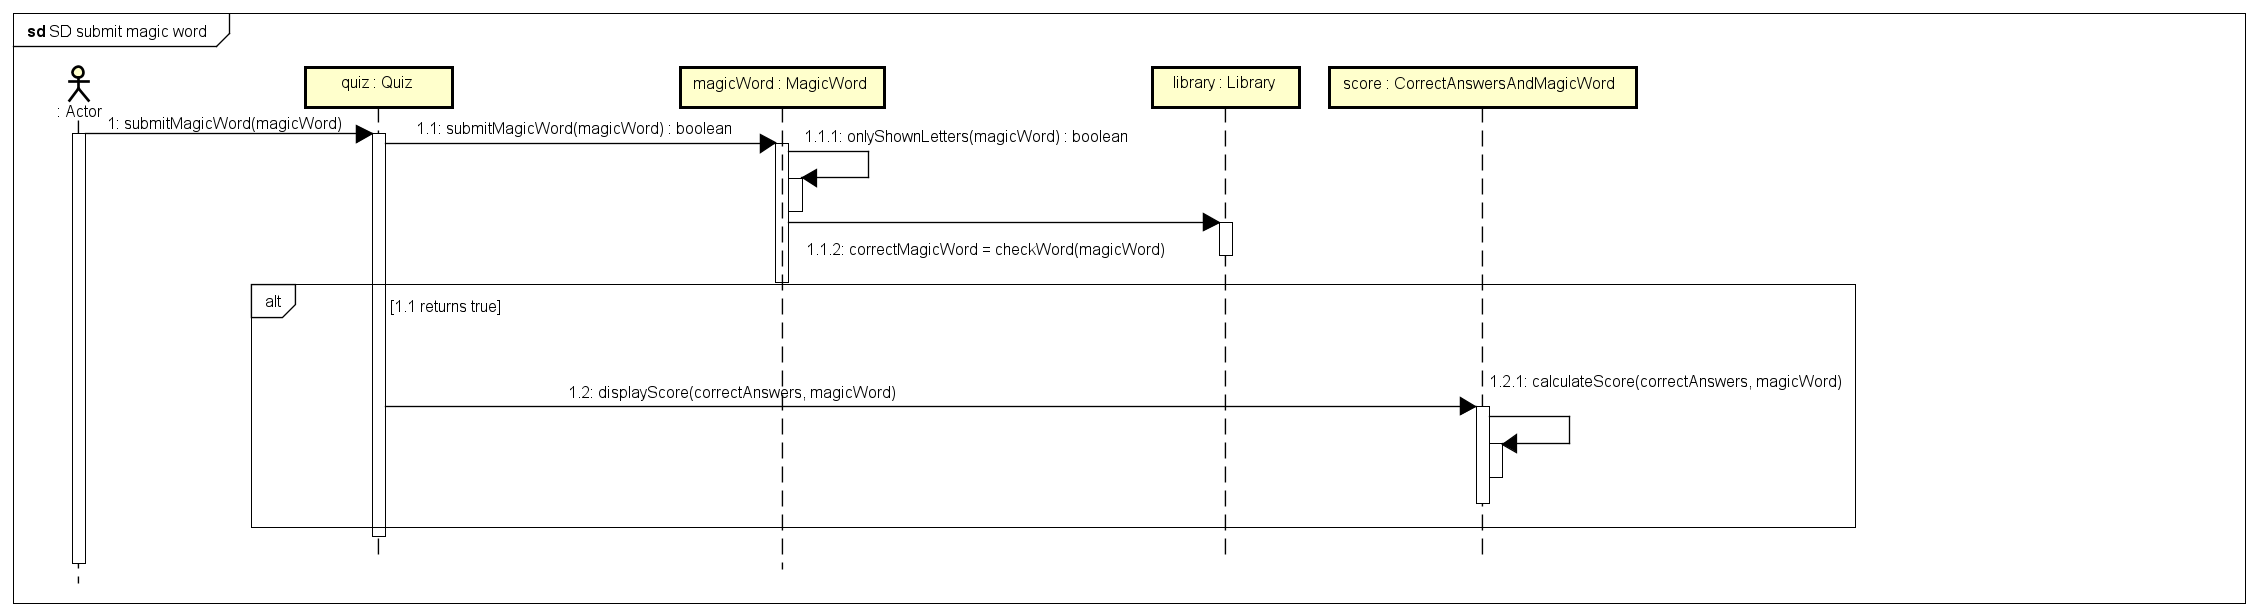 sd SD submit magic word
: Actor
quiz : Quiz
magicWord : MagicWord
library : Library
score : CorrectAnswersAndMagicWord
1: submitMagicWord(magicWord)
1.1: submitMagicWord(magicWord) : boolean
1.1.1: onlyShownLetters(magicWord) : boolean
1.1.2: correctMagicWord = checkWord(magicWord)
alt
[1.1 returns true]
1.2: displayScore(correctAnswers, magicWord)
1.2.1: calculateScore(correctAnswers, magicWord)